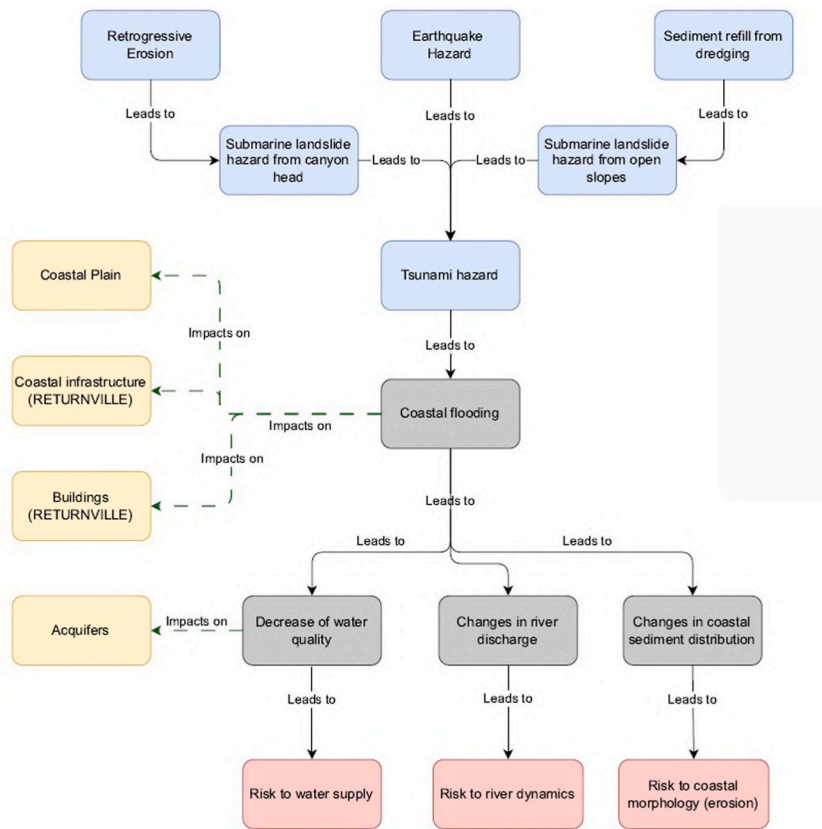 Retrogressive
Erosion
Earthquake
Hazard
Sediment refill from
dredging
Leads to
Leads to
Leads to
Submarine landslide
hazard from canyon
head
Leads to
Leads to
Submarine landslide
hazard from open
slopes
Coastal Plain
Tsunami hazard
Impacts on
Leads to
Coastal infrastructure
(RETURNVILLE)
Coastal flooding
Impacts on
Impacts on
Buildings
(RETURNVILLE)
Leads to
Leads to
Leads to
Acquifers
Impacts on
Decrease of water
quality
Changes in river
discharge
Changes in coastal
sediment distribution
Leads to
Leads to
Leads to
Risk to water supply
Risk to river dynamics
Risk to coastal
morphology (erosion)